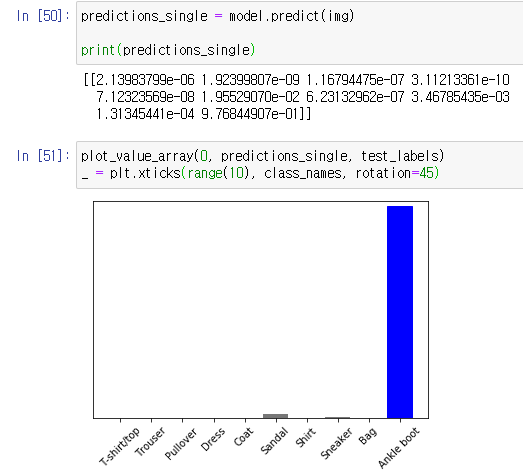 In [50]: predictions_single = model.predict(img)
print(predictions_single)
[[2.13983799e-06 1.92399807e-09 1.16794475e-07 3.11213361e-10
7.12323569e-08 1.95529070e-02 6.23132962e-07 3.46785435e-03
1.31345441e-04 9.76844907e-01]]
In [51]: plot_value_array(0, predictions_single, test_labels)
_ = plt.xticks(range(10), class_names, rotation=45)
T-shirt/top
Trouser
Pullover
Dress
Coat
Sandal
Shirt
Sneaker
Bag
Ankle boot